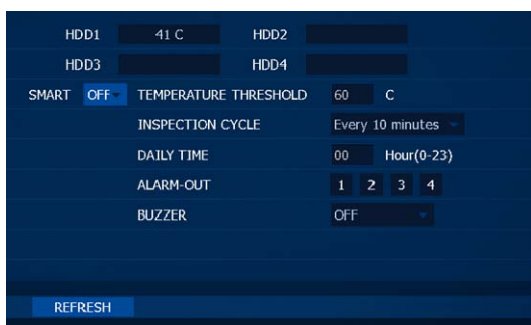 HDD1 41 C HDD2
HDD3 HDD4
SMART OFF TEMPERATURE THRESHOLD 60 C
INSPECTION CYCLE Every 10 minutes
DAILY TIME 00 Hour(0-23)
ALARM-OUT 1 2 3 4
BUZZER OFF
REFRESH